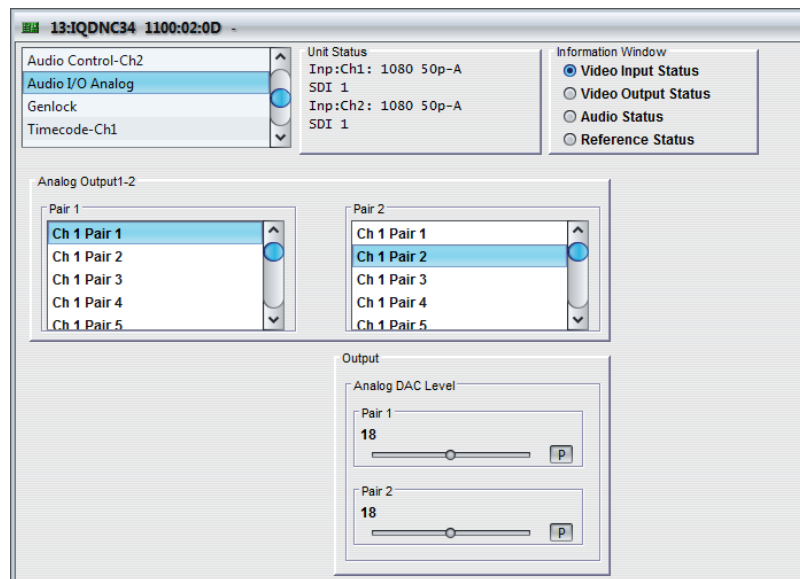 13:IQDNC34 1100:02:0D -
Audio Control-Ch2
Audio I/O Analog
Genlock
Timecode-Ch1
Unit Status
Inp:Ch1: 1080 50p-A
SDI 1
Inp:Ch2: 1080 50p-A
SDI 1
Information Window
Video Input Status
Video Output Status
Audio Status
Reference Status
Analog Output1-2
Pair 1
Ch 1 Pair 1
Ch 1 Pair 2
Ch 1 Pair 3
Ch 1 Pair 4
Ch 1 Pair 5
Pair 2
Ch 1 Pair 1
Ch 1 Pair 2
Ch 1 Pair 3
Ch 1 Pair 4
Ch 1 Pair 5
Output
Analog DAC Level
Pair 1
18
P
Pair 2
18
P